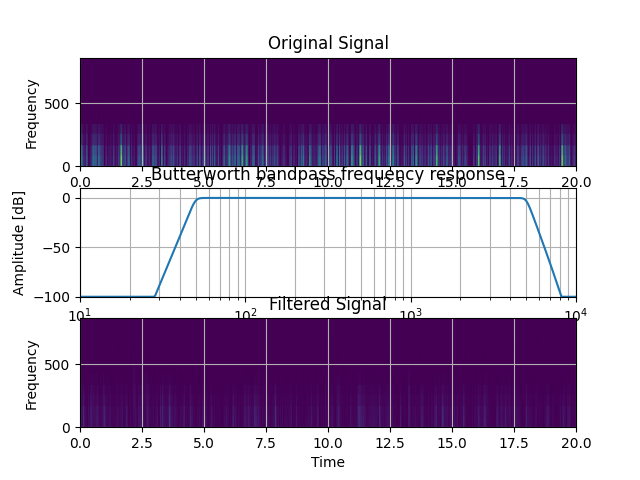 Original Signal
Frequency
500
0
0.0 2.5 5.0 7.5 10.0 12.5 15.0 17.5 20.0
Butterworth bandpass frequency response
Amplitude [dB]
0
−50
−100
10¹ 10² 10³ 10⁴
Filtered Signal
Frequency
500
0
0.0 2.5 5.0 7.5 10.0 12.5 15.0 17.5 20.0
Time